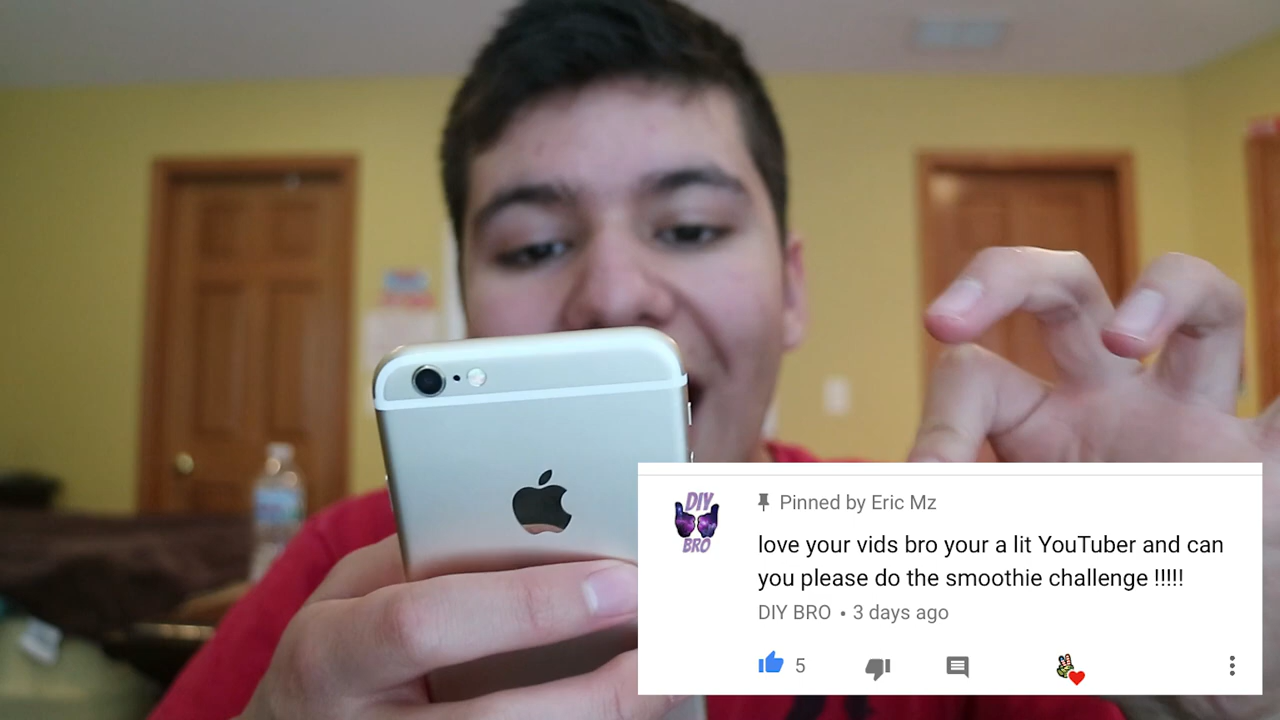 DIY
BRO
Pinned by Eric Mz
love your vids bro your a lit YouTuber and can
you please do the smoothie challenge !!!!!
DIY BRO • 3 days ago
5